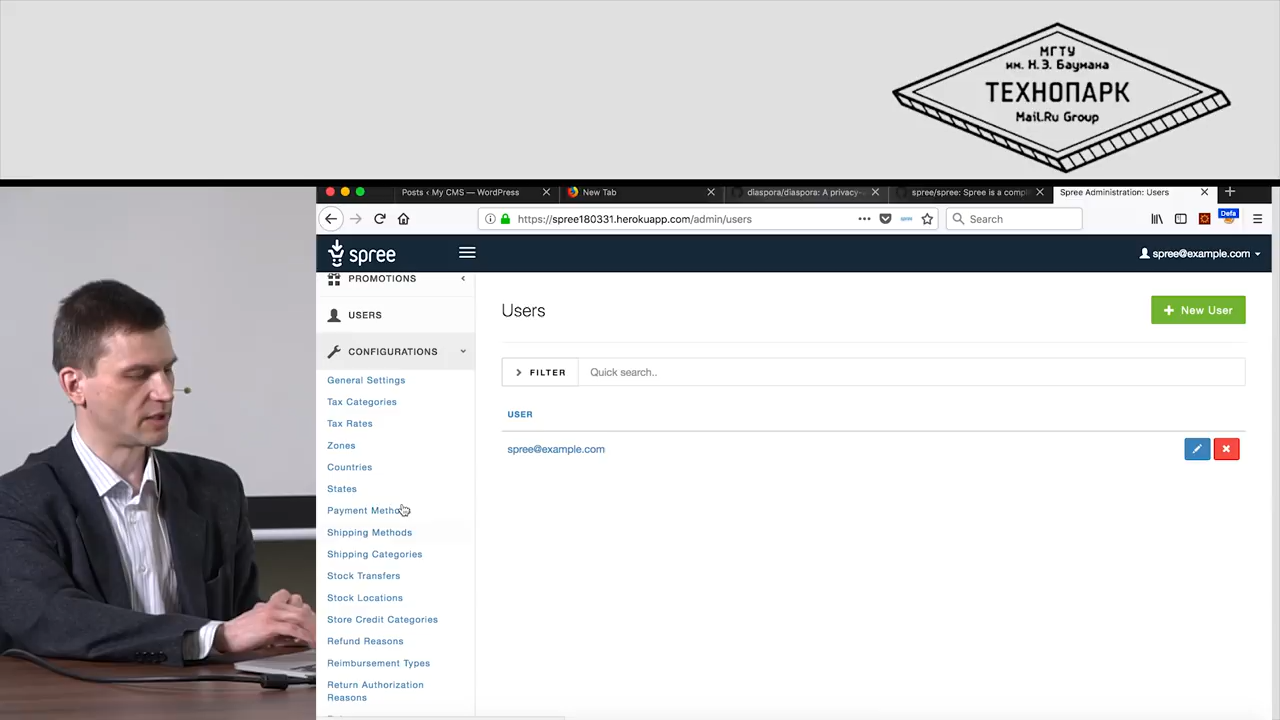 МГТУ
им. Н.Э. Баумана
ТЕХНОПАРК
Mail.Ru Group
Posts ‹ My CMS — WordPress
New Tab
diaspora/diaspora: A privacy-
spree/spree: Spree is a compl
Spree Administration: Users
https://spree180331.herokuapp.com/admin/users
Search
Defa
spree
spree@example.com
PROMOTIONS
USERS
CONFIGURATIONS
General Settings
Tax Categories
Tax Rates
Zones
Countries
States
Payment Methods
Shipping Methods
Shipping Categories
Stock Transfers
Stock Locations
Store Credit Categories
Refund Reasons
Reimbursement Types
Return Authorization
Reasons
Users
New User
FILTER
Quick search..
USER
spree@example.com